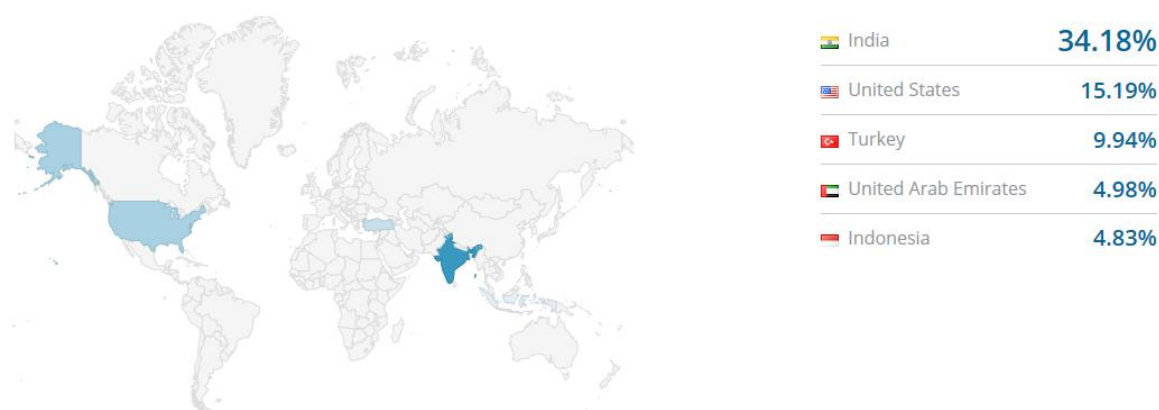 India 34.18%
United States 15.19%
Turkey 9.94%
United Arab Emirates 4.98%
Indonesia 4.83%